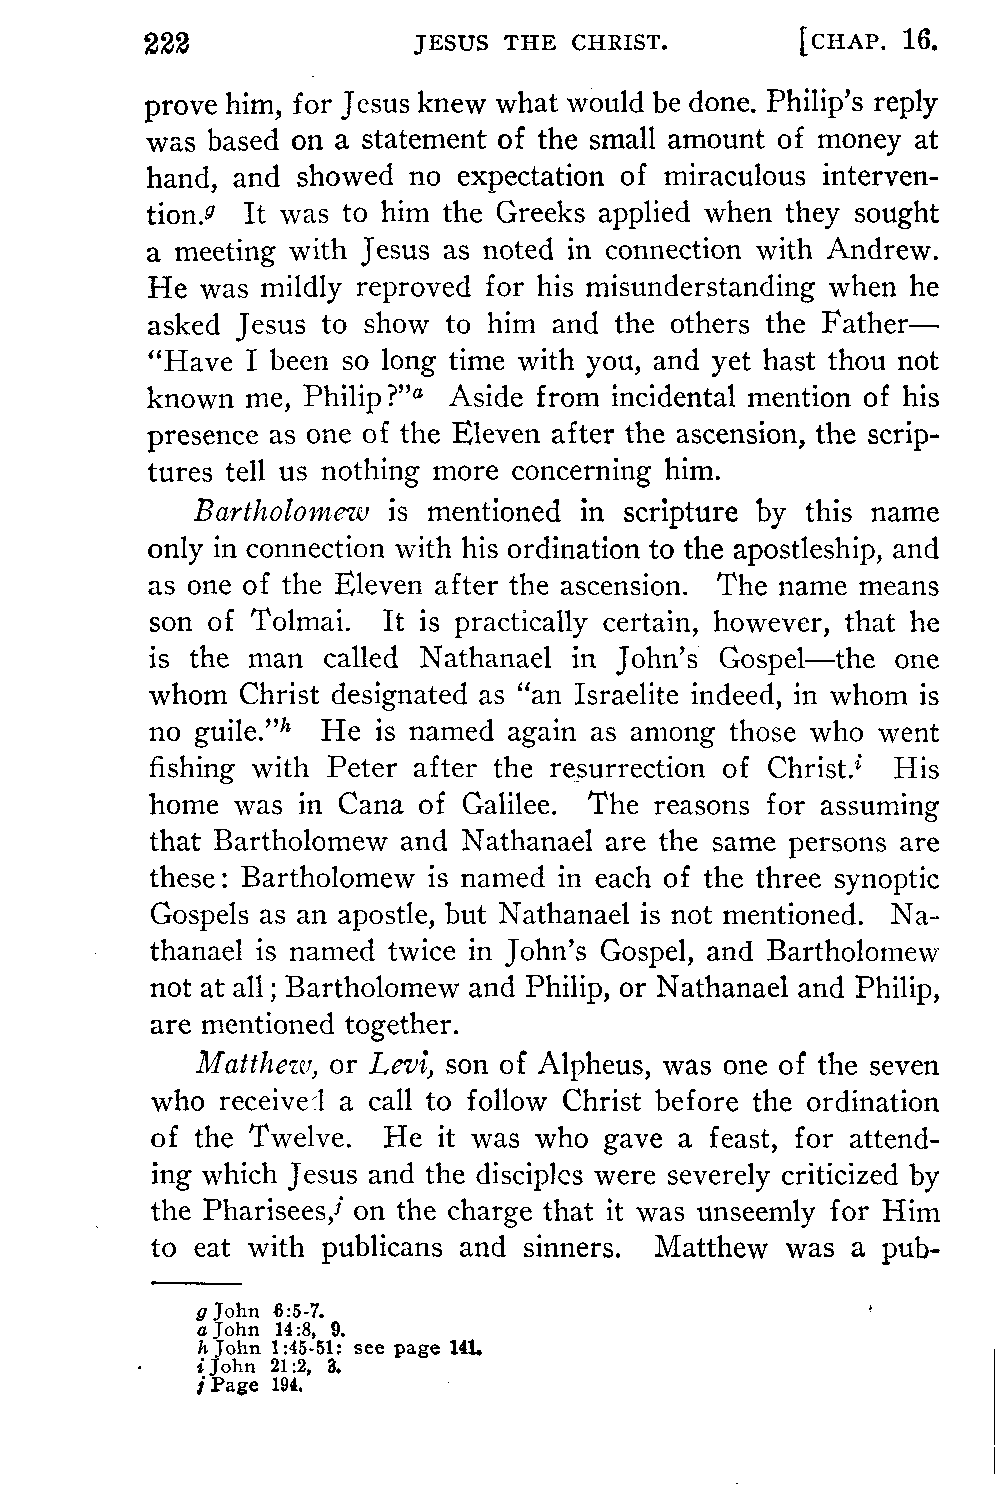 222 JESUS THE CHRIST. [CHAP. 16.
prove him, for Jesus knew what would be done. Philip's reply
was based on a statement of the small amount of money at
hand, and showed no expectation of miraculous interven-
tion.g It was to him the Greeks applied when they sought
a meeting with Jesus as noted in connection with Andrew.
He was mildly reproved for his misunderstanding when he
asked Jesus to show to him and the others the Father—
“Have I been so long time with you, and yet hast thou not
known me, Philip?”a Aside from incidental mention of his
presence as one of the Eleven after the ascension, the scrip-
tures tell us nothing more concerning him.
Bartholomew is mentioned in scripture by this name
only in connection with his ordination to the apostleship, and
as one of the Eleven after the ascension. The name means
son of Tolmai. It is practically certain, however, that he
is the man called Nathanael in John's Gospel—the one
whom Christ designated as “an Israelite indeed, in whom is
no guile.”h He is named again as among those who went
fishing with Peter after the resurrection of Christ.i His
home was in Cana of Galilee. The reasons for assuming
that Bartholomew and Nathanael are the same persons are
these: Bartholomew is named in each of the three synoptic
Gospels as an apostle, but Nathanael is not mentioned. Na-
thanael is named twice in John's Gospel, and Bartholomew
not at all; Bartholomew and Philip, or Nathanael and Philip,
are mentioned together.
Matthew, or Levi, son of Alpheus, was one of the seven
who received a call to follow Christ before the ordination
of the Twelve. He it was who gave a feast, for attend-
ing which Jesus and the disciples were severely criticized by
the Pharisees,j on the charge that it was unseemly for Him
to eat with publicans and sinners. Matthew was a pub-
g John 6:5-7.
a John 14:8, 9.
h John 1:45-51: see page 141.
i John 21:2, 3.
j Page 194.